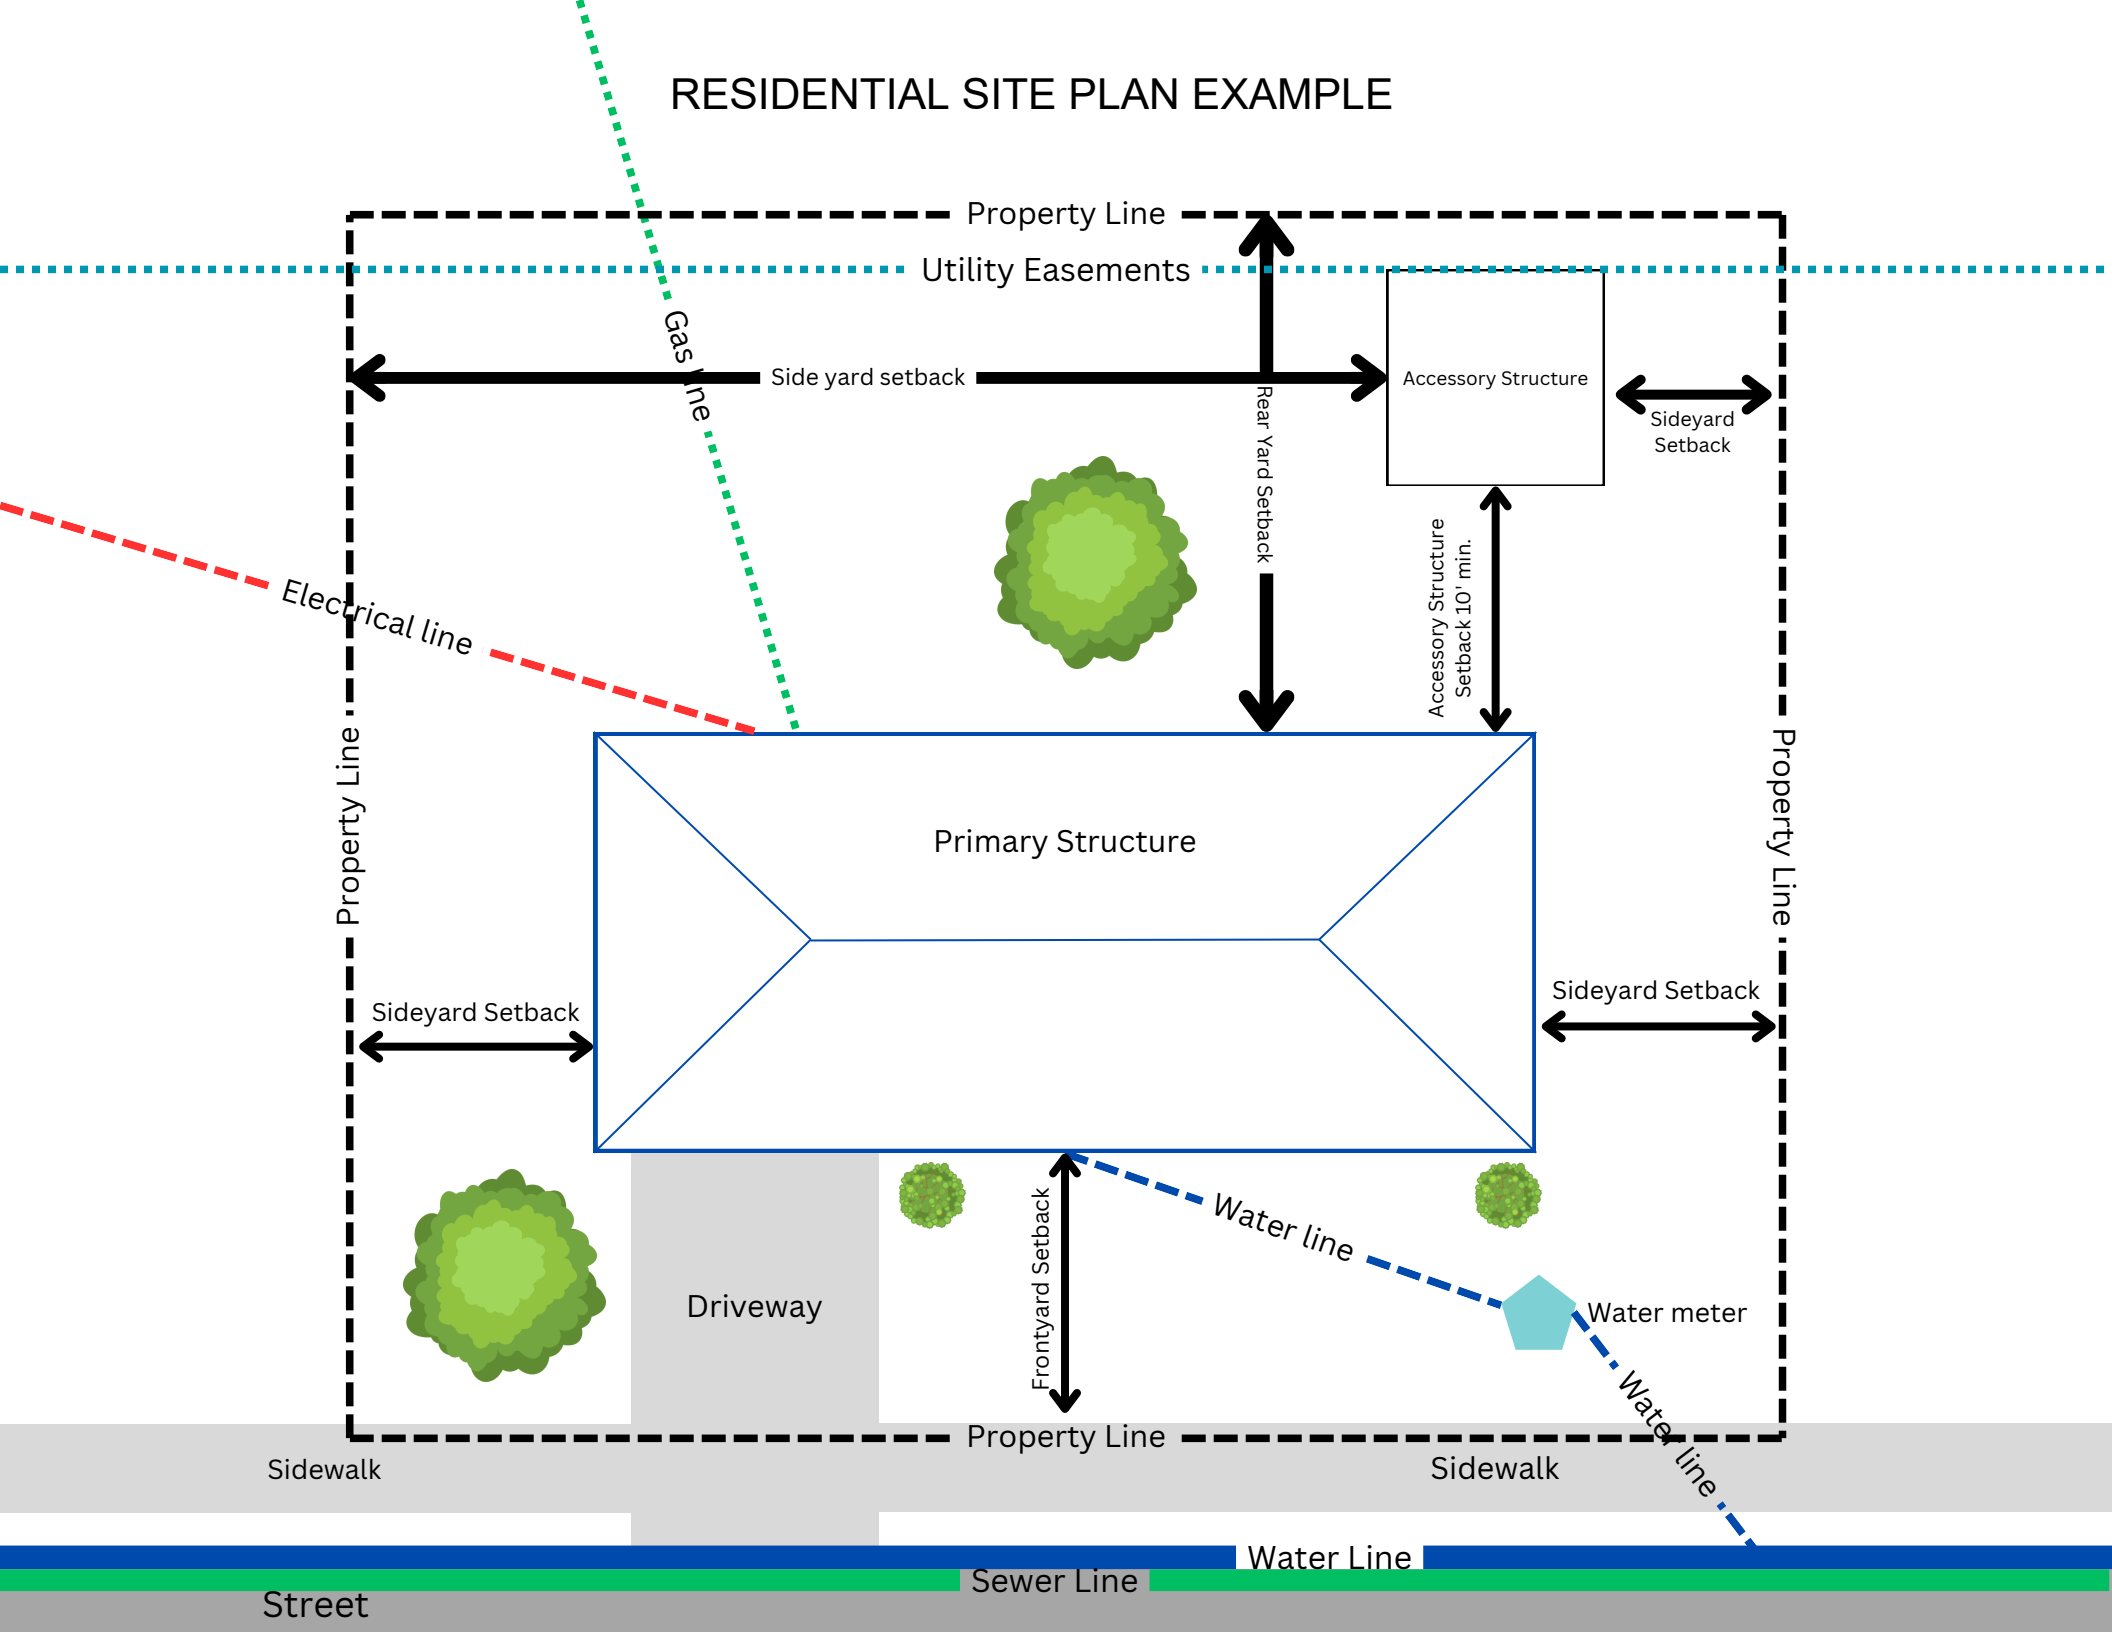 RESIDENTIAL SITE PLAN EXAMPLE
Property Line
Utility Easements
Gas line
Side yard setback
Accessory Structure
Sideyard
Setback
Rear Yard Setback
Accessory Structure
Setback 10' min.
Electrical line
Property Line
Property Line
Primary Structure
Sideyard Setback
Sideyard Setback
Frontyard Setback
Water line
Driveway
Water meter
Water line
Property Line
Sidewalk
Sidewalk
Water Line
Sewer Line
Street